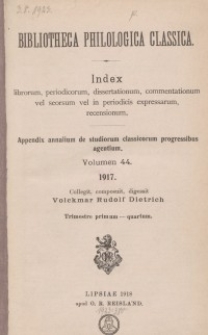 BIBLIOTHECA PHILOLOGICA CLASSICA.
Index
librorum, periodicorum, dissertationum, commentationum
vel seorsum vel in periodicis expressarum,
recensionum.
Appendix annalium de studiorum classicorum progressibus
agentium.
Volumen 44.
1917.
Collegit, composuit, digessit
Volckmar Rudolf Dietrich
Trimestre primum—quartum.
LIPSIAE 1918
apud O. R. REISLAND.